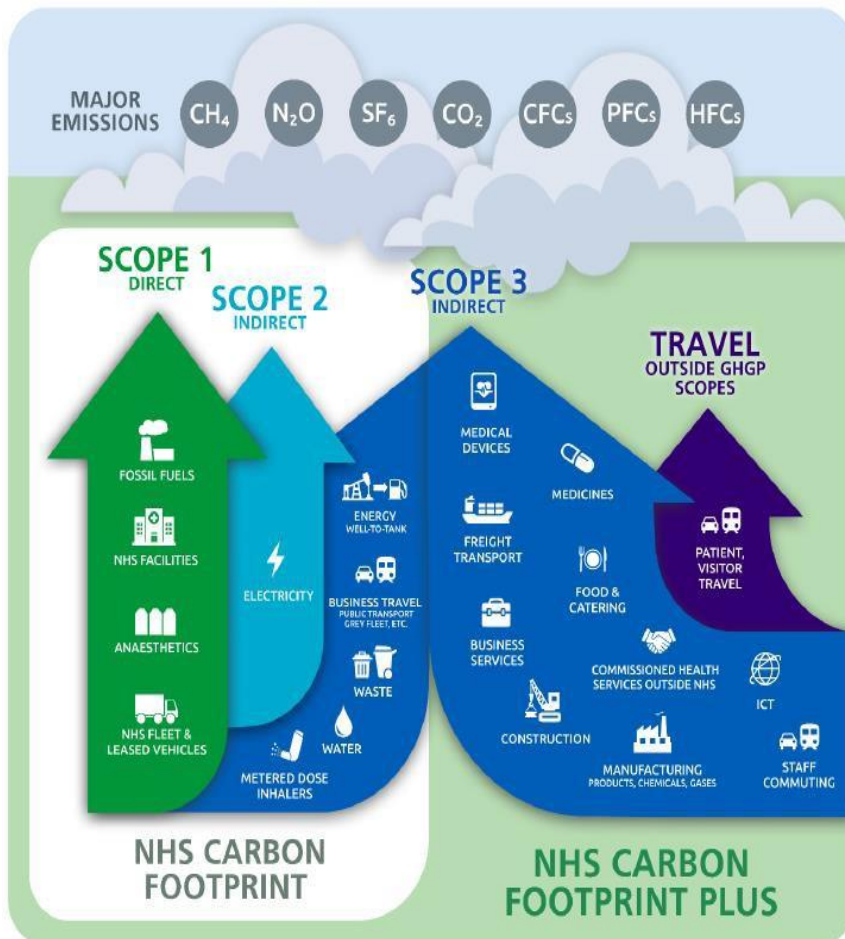 MAJOR
EMISSIONS
CH₄
N₂O
SF₆
CO₂
CFCs
PFCs
HFCs
SCOPE 1
DIRECT
SCOPE 2
INDIRECT
SCOPE 3
INDIRECT
TRAVEL
OUTSIDE GHGP
SCOPES
FOSSIL FUELS
NHS FACILITIES
ANAESTHETICS
NHS FLEET &
LEASED VEHICLES
ELECTRICITY
ENERGY
WELL-TO-TANK
BUSINESS TRAVEL
PUBLIC TRANSPORT
GREY FLEET, ETC.
WASTE
WATER
METERED DOSE
INHALERS
MEDICAL
DEVICES
MEDICINES
FREIGHT
TRANSPORT
FOOD &
CATERING
BUSINESS
SERVICES
COMMISSIONED HEALTH
SERVICES OUTSIDE NHS
CONSTRUCTION
MANUFACTURING
PRODUCTS, CHEMICALS, GASES
ICT
STAFF
COMMUTING
PATIENT,
VISITOR
TRAVEL
NHS CARBON
FOOTPRINT
NHS CARBON
FOOTPRINT PLUS